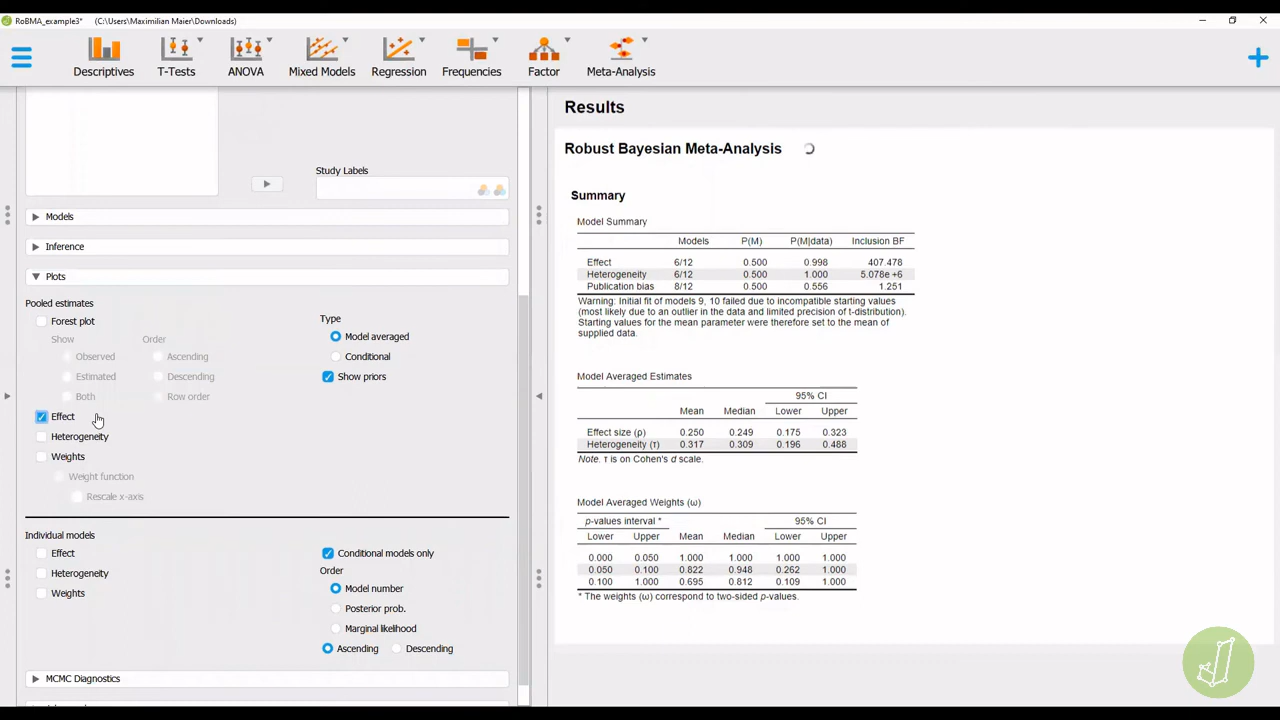 RoBMA_example3* (C:\Users\Maximilian Maier\Downloads)
Descriptives T-Tests ANOVA Mixed Models Regression Frequencies Factor Meta-Analysis
Study Labels
Models
Inference
Plots
Pooled estimates
Forest plot
Show Order
Observed Ascending
Estimated Descending
Both Row order
Effect
Heterogeneity
Weights
Weight function
Rescale x-axis
Type
Model averaged
Conditional
Show priors
Individual models
Effect
Heterogeneity
Weights
Conditional models only
Order
Model number
Posterior prob.
Marginal likelihood
Ascending Descending
MCMC Diagnostics
Results
Robust Bayesian Meta-Analysis
Summary
Model Summary
Models P(M) P(M|data) Inclusion BF
Effect 6/12 0.500 0.998 407.478
Heterogeneity 6/12 0.500 1.000 5.078e +6
Publication bias 8/12 0.500 0.556 1.251
Warning: Initial fit of models 9, 10 failed due to incompatible starting values
(most likely due to an outlier in the data and limited precision of t-distribution).
Starting values for the mean parameter were therefore set to the mean of
supplied data.
Model Averaged Estimates
95% CI
Mean Median Lower Upper
Effect size (ρ) 0.250 0.249 0.175 0.323
Heterogeneity (τ) 0.317 0.309 0.196 0.488
Note. τ is on Cohen's d scale.
Model Averaged Weights (ω)
p-values interval * 95% CI
Lower Upper Mean Median Lower Upper
0.000 0.050 1.000 1.000 1.000 1.000
0.050 0.100 0.822 0.948 0.262 1.000
0.100 1.000 0.695 0.812 0.109 1.000
* The weights (ω) correspond to two-sided p-values.